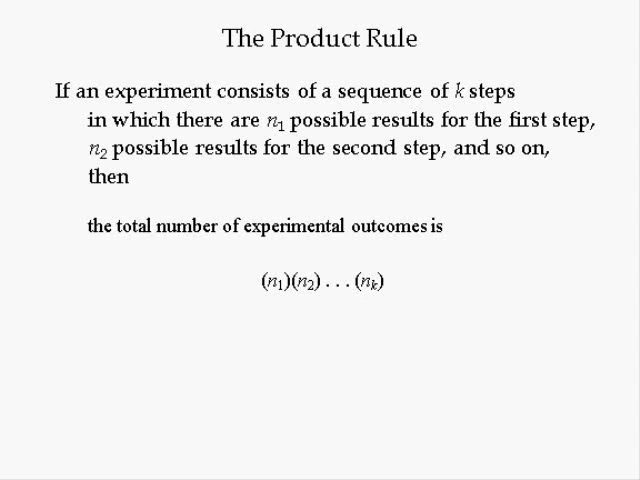 The Product Rule
If an experiment consists of a sequence of k steps
in which there are n₁ possible results for the first step,
n₂ possible results for the second step, and so on,
then
the total number of experimental outcomes is
(n₁)(n₂) . . . (nₖ)